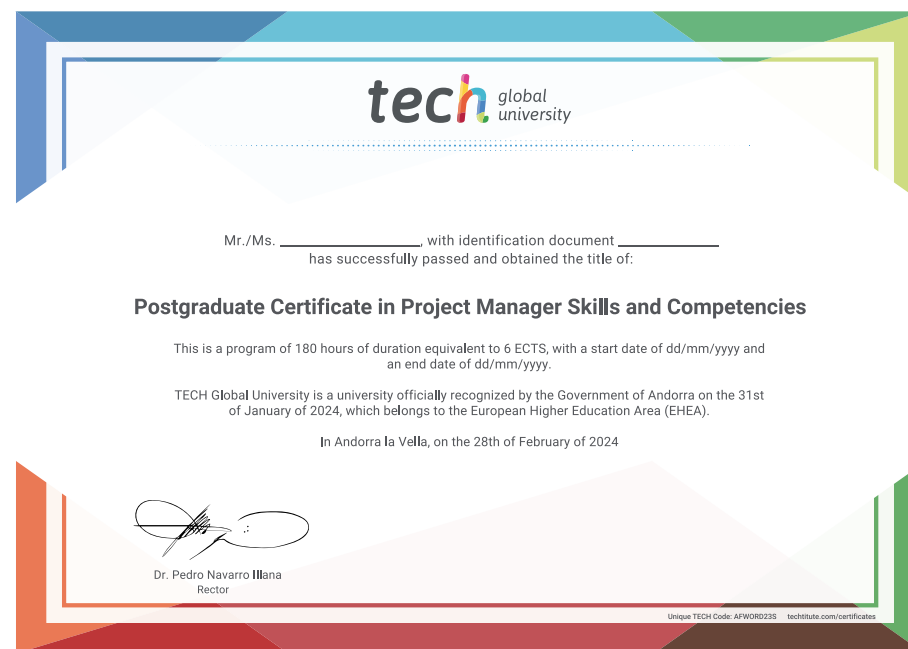 tech global university
Mr./Ms. ____________________, with identification document ______________
has successfully passed and obtained the title of:
Postgraduate Certificate in Project Manager Skills and Competencies
This is a program of 180 hours of duration equivalent to 6 ECTS, with a start date of dd/mm/yyyy and
an end date of dd/mm/yyyy.
TECH Global University is a university officially recognized by the Government of Andorra on the 31st
of January of 2024, which belongs to the European Higher Education Area (EHEA).
In Andorra la Vella, on the 28th of February of 2024
Dr. Pedro Navarro Illana
Rector
Unique TECH Code: AFWORD23S techtitute.com/certificates